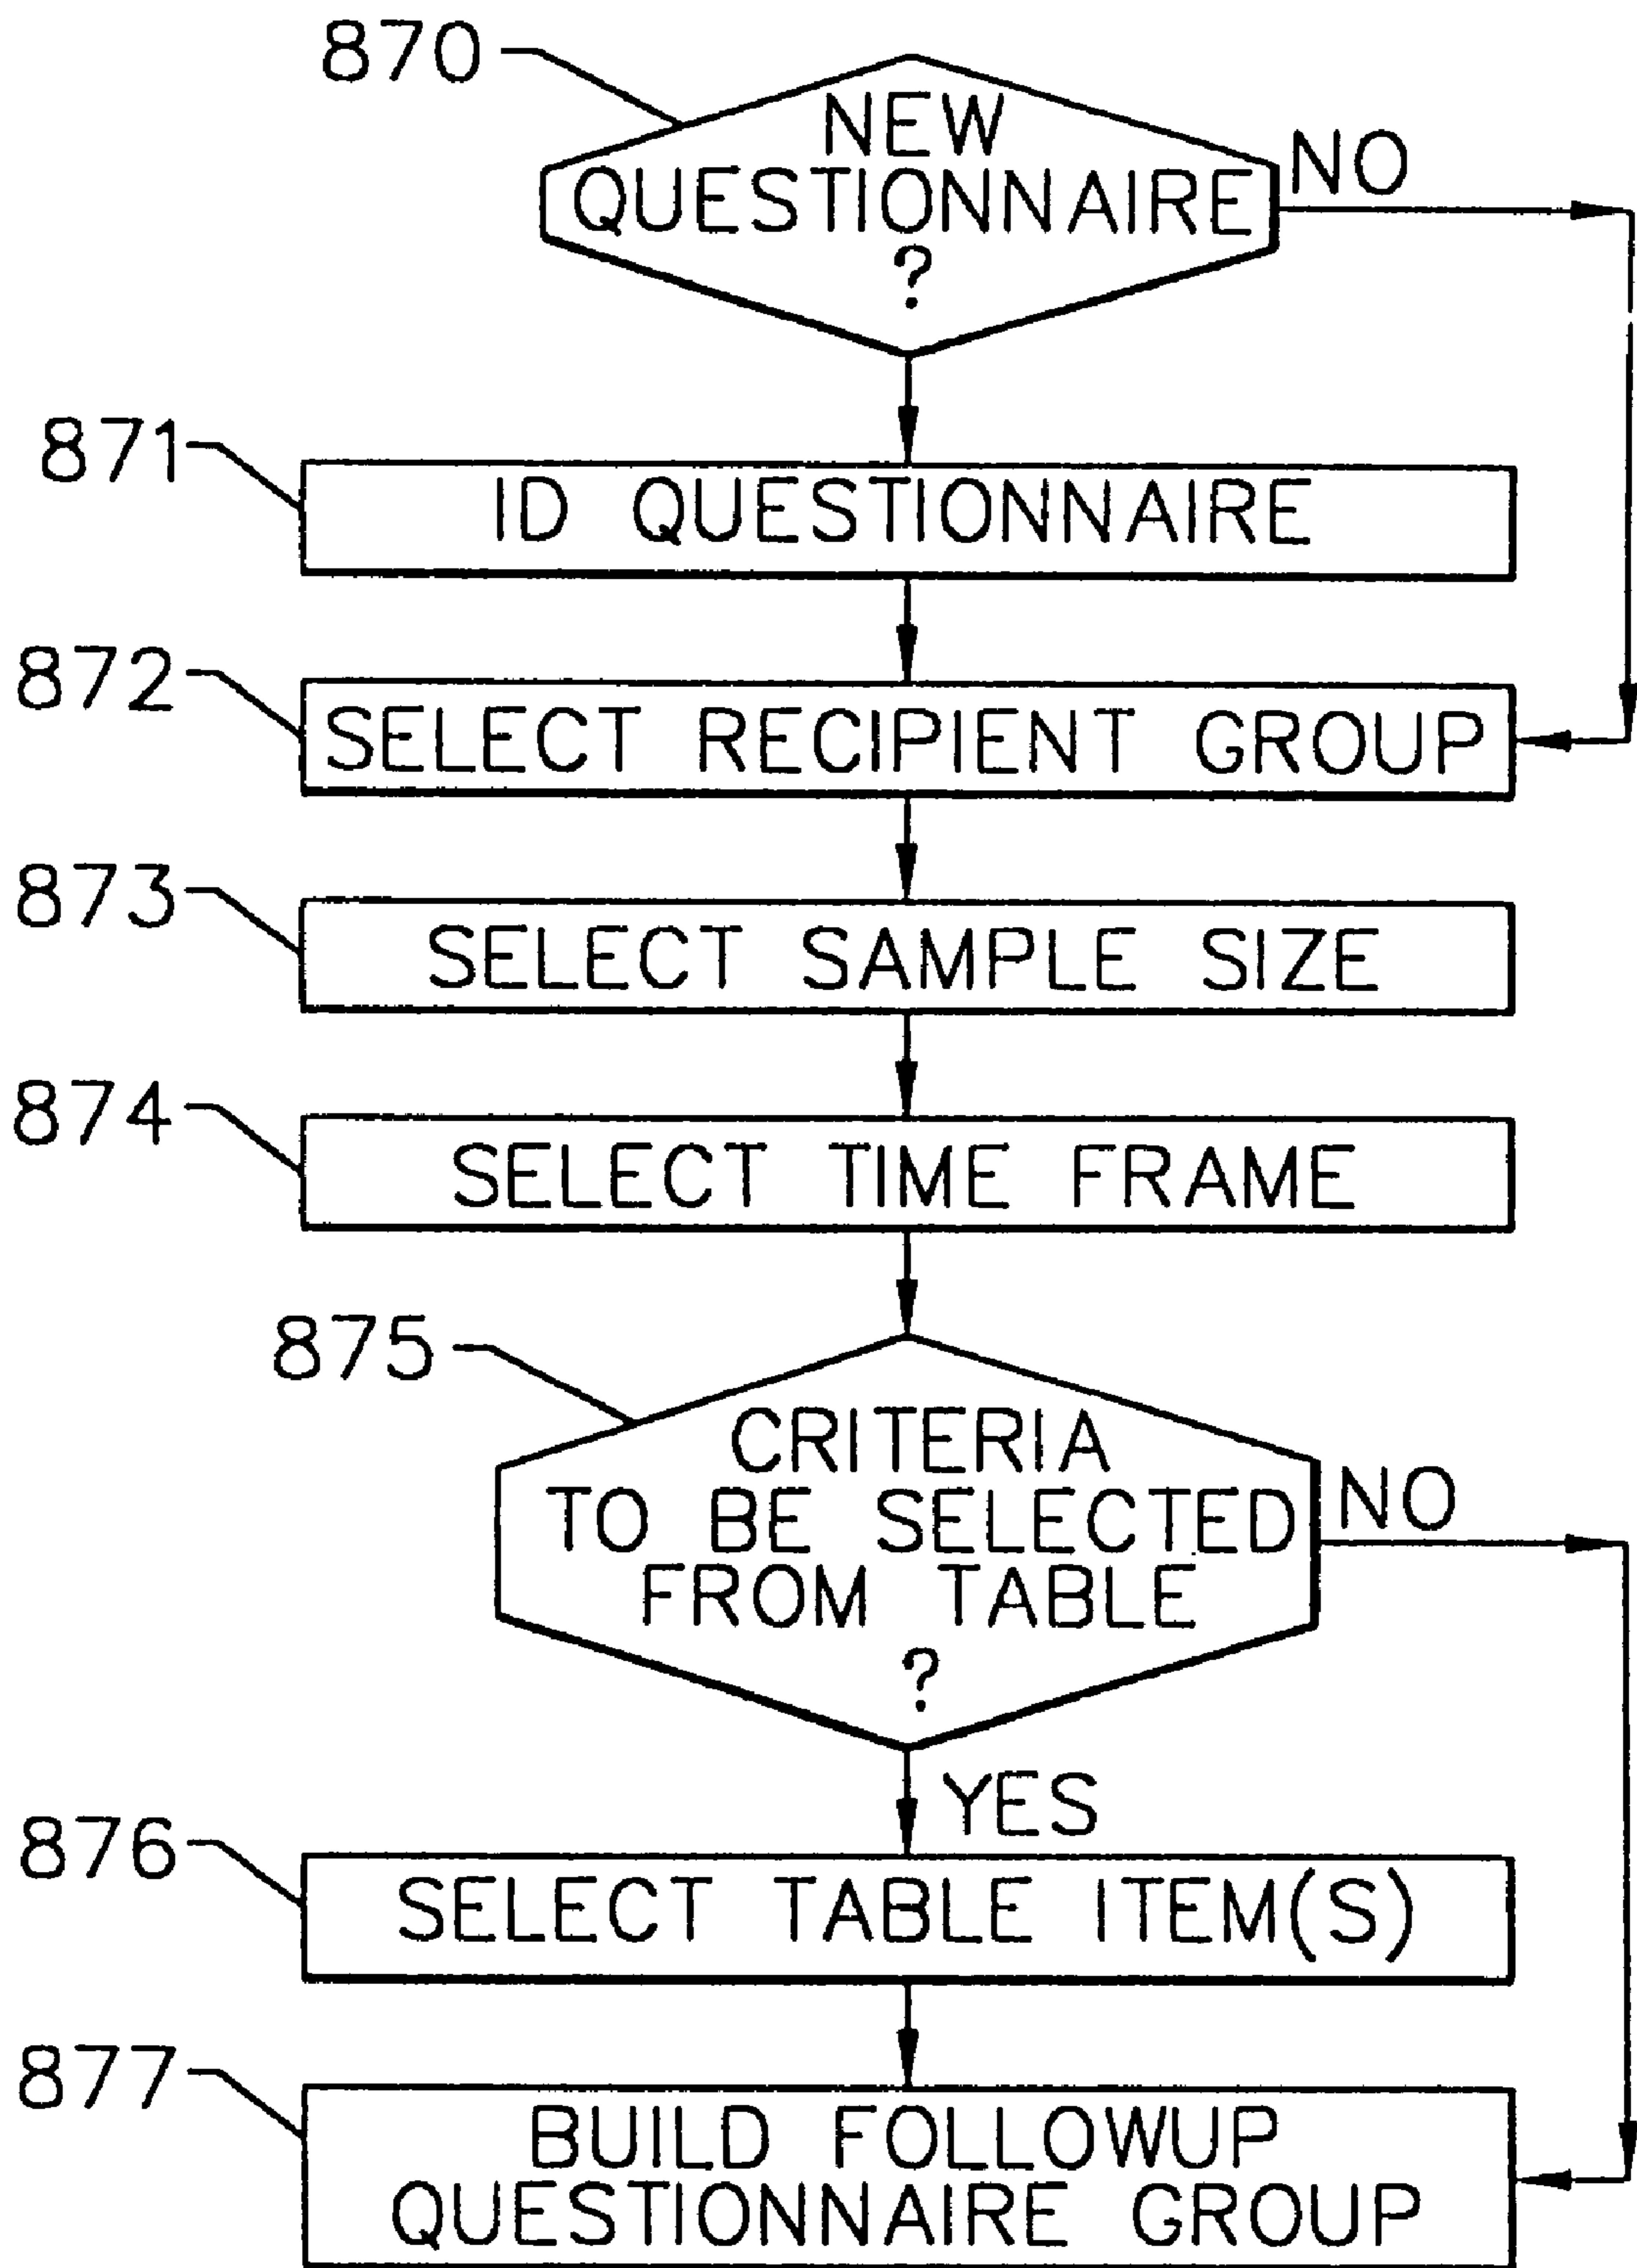 870
NEW
QUESTIONNAIRE
?
NO
871
ID QUESTIONNAIRE
872
SELECT RECIPIENT GROUP
873
SELECT SAMPLE SIZE
874
SELECT TIME FRAME
875
CRITERIA
TO BE SELECTED
FROM TABLE
?
NO
YES
876
SELECT TABLE ITEM(S)
877
BUILD FOLLOWUP
QUESTIONNAIRE GROUP